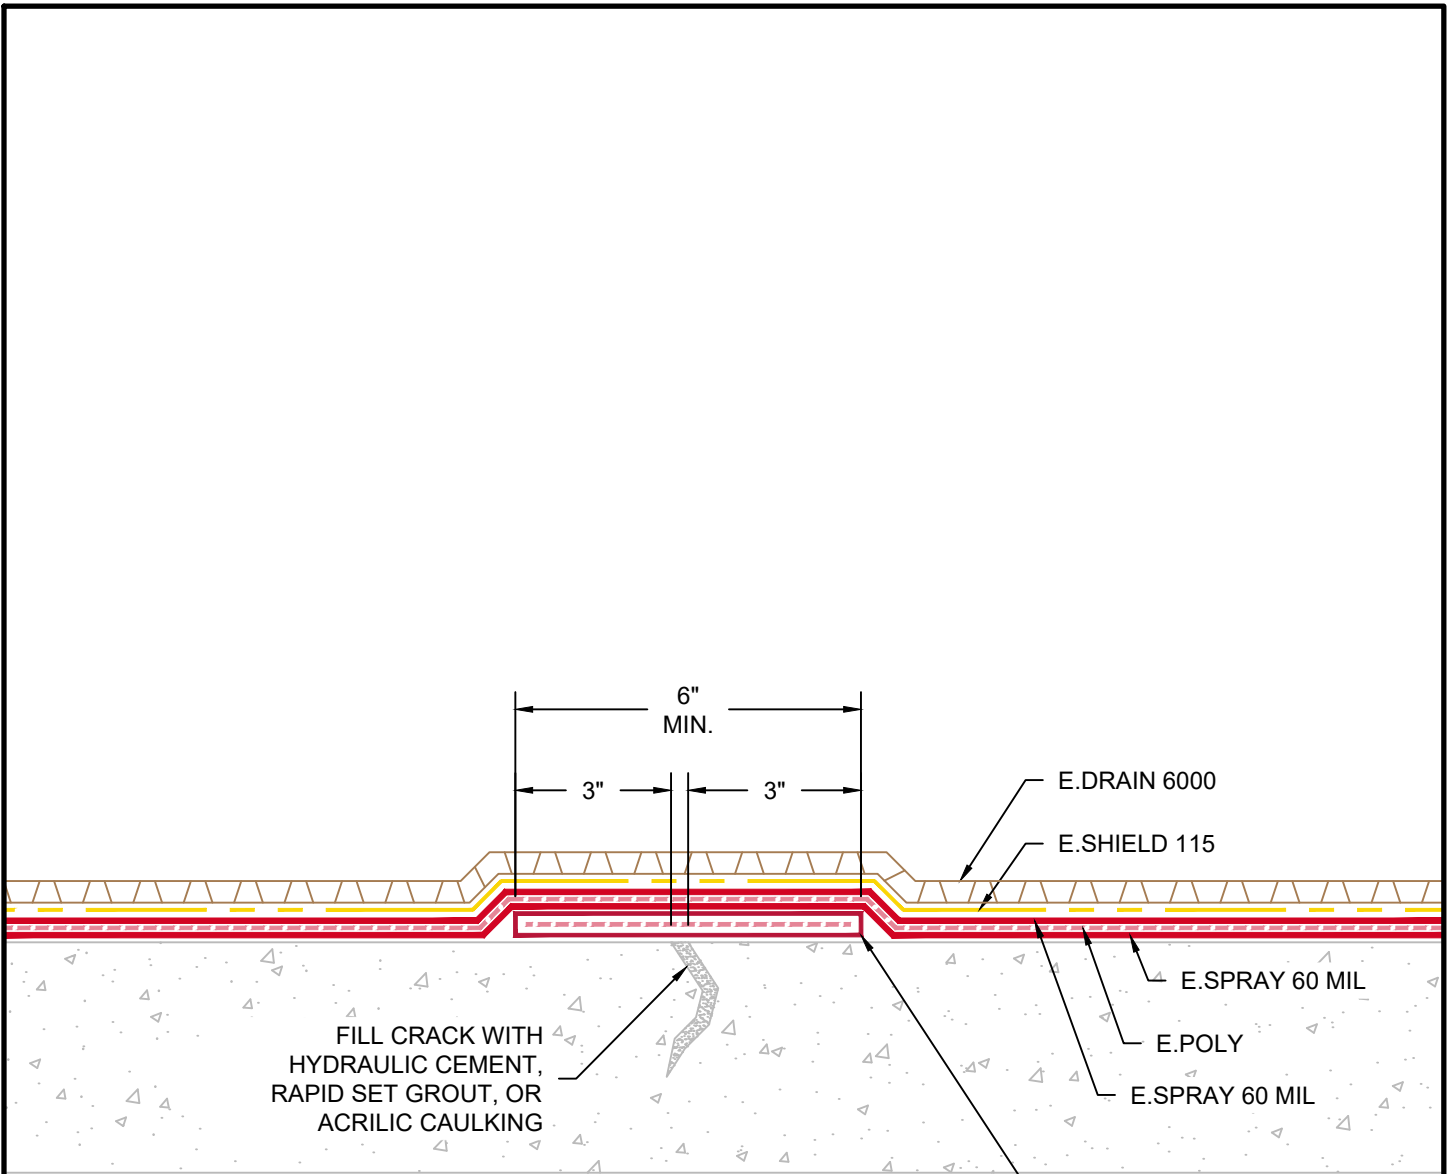 6"
MIN.
3"
3"
E.DRAIN 6000
E.SHIELD 115
E.SPRAY 60 MIL
E.POLY
E.SPRAY 60 MIL
FILL CRACK WITH
HYDRAULIC CEMENT,
RAPID SET GROUT, OR
ACRILIC CAULKING